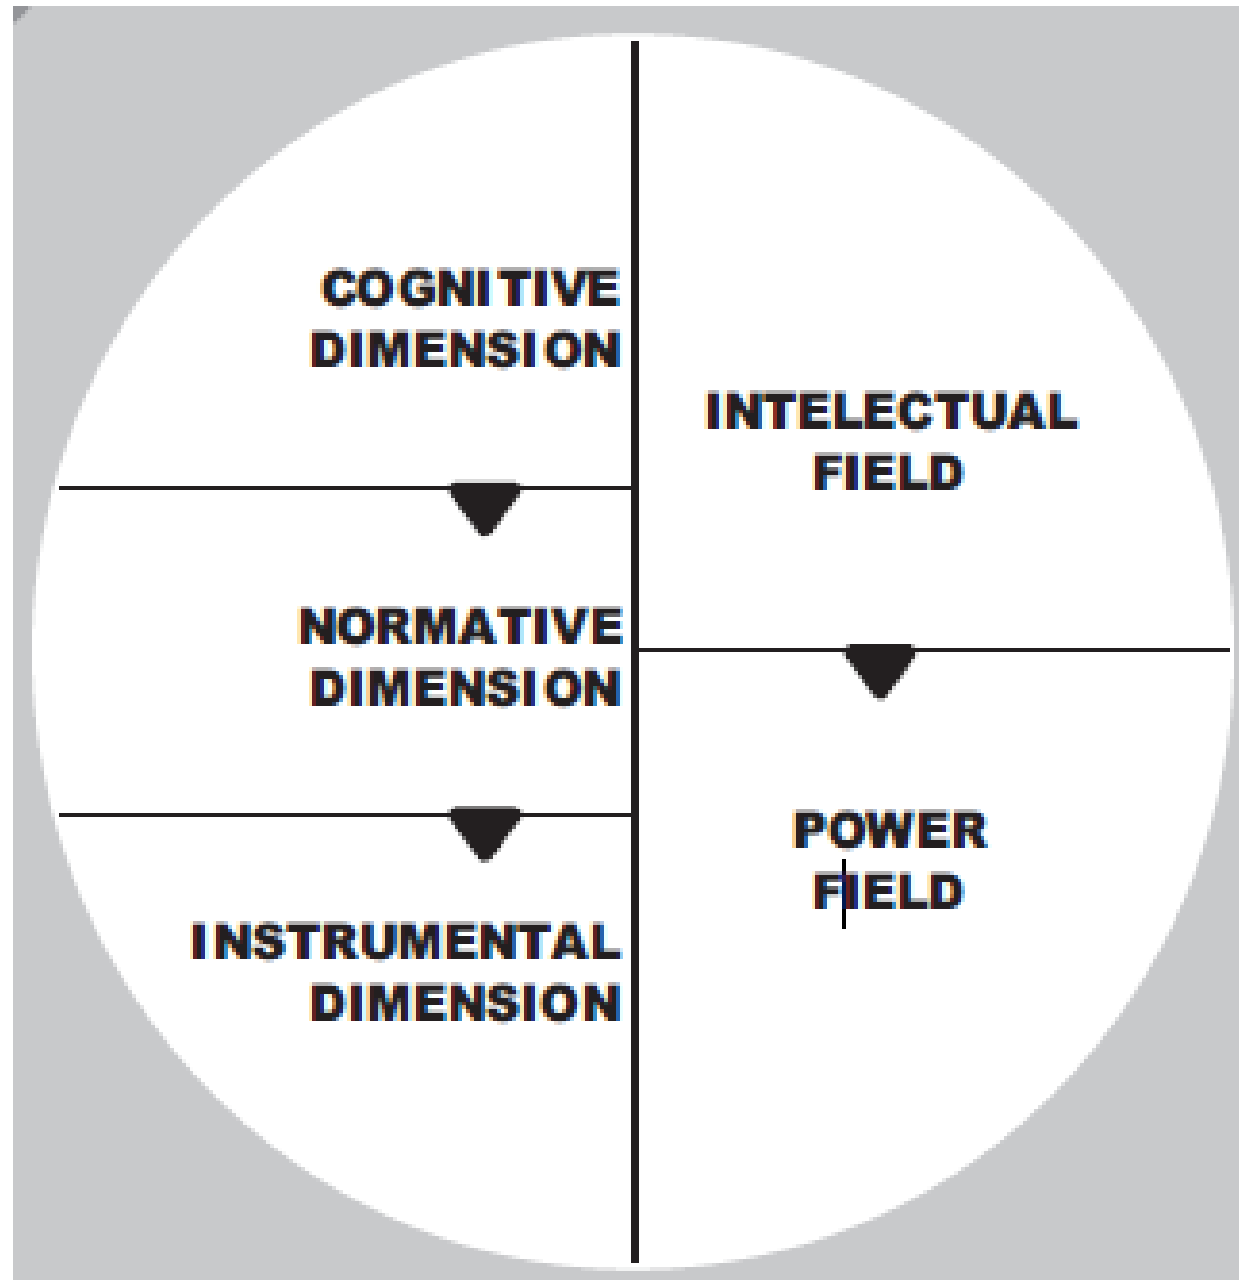 COGNITIVE
DIMENSION
NORMATIVE
DIMENSION
INSTRUMENTAL
DIMENSION
INTELECTUAL
FIELD
POWER
FIELD